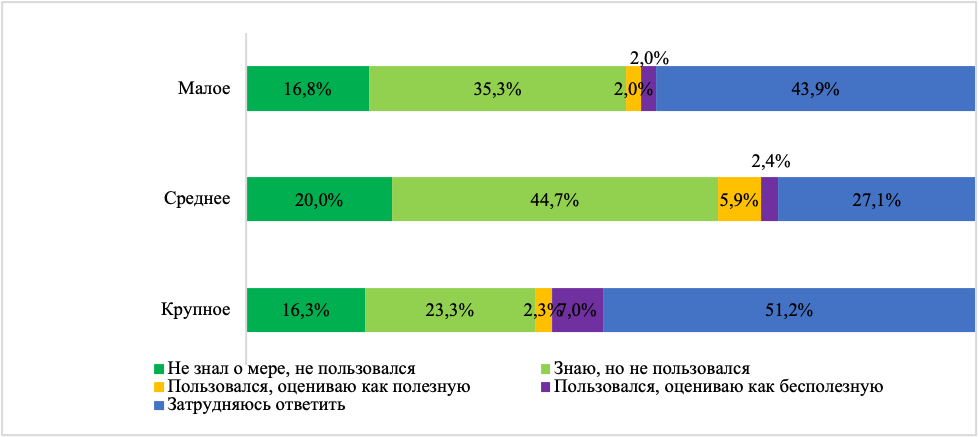 2,0%
Малое 16,8% 35,3% 2,0% 43,9%
2,4%
Среднее 20,0% 44,7% 5,9% 27,1%
Крупное 16,3% 23,3% 2,3% 7,0% 51,2%
Не знал о мере, не пользовался Знаю, но не пользовался
Пользовался, оцениваю как полезную Пользовался, оцениваю как бесполезную
Затрудняюсь ответить